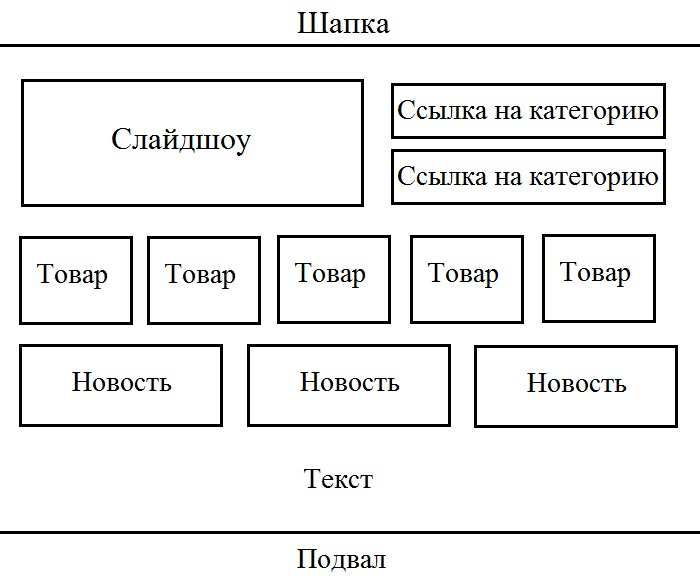 Шапка
Слайдшоу
Ссылка на категорию
Ссылка на категорию
Товар
Товар
Товар
Товар
Товар
Новость
Новость
Новость
Текст
Подвал